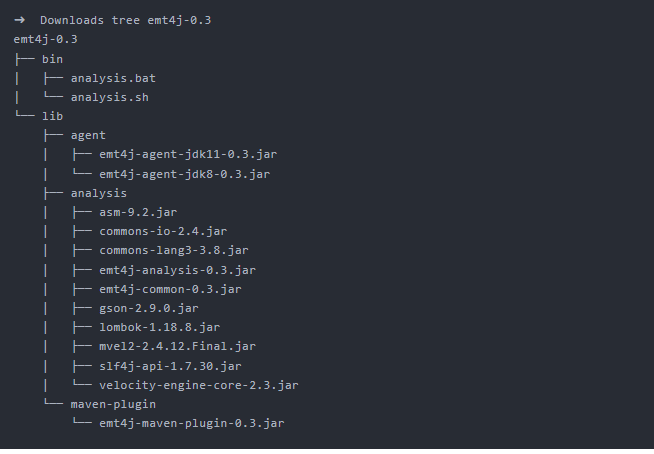 ➜  Downloads tree emt4j-0.3
emt4j-0.3
├── bin
│   ├── analysis.bat
│   └── analysis.sh
└── lib
    ├── agent
    │   ├── emt4j-agent-jdk11-0.3.jar
    │   └── emt4j-agent-jdk8-0.3.jar
    ├── analysis
    │   ├── asm-9.2.jar
    │   ├── commons-io-2.4.jar
    │   ├── commons-lang3-3.8.jar
    │   ├── emt4j-analysis-0.3.jar
    │   ├── emt4j-common-0.3.jar
    │   ├── gson-2.9.0.jar
    │   ├── lombok-1.18.8.jar
    │   ├── mvel2-2.4.12.Final.jar
    │   ├── slf4j-api-1.7.30.jar
    │   └── velocity-engine-core-2.3.jar
    └── maven-plugin
        └── emt4j-maven-plugin-0.3.jar